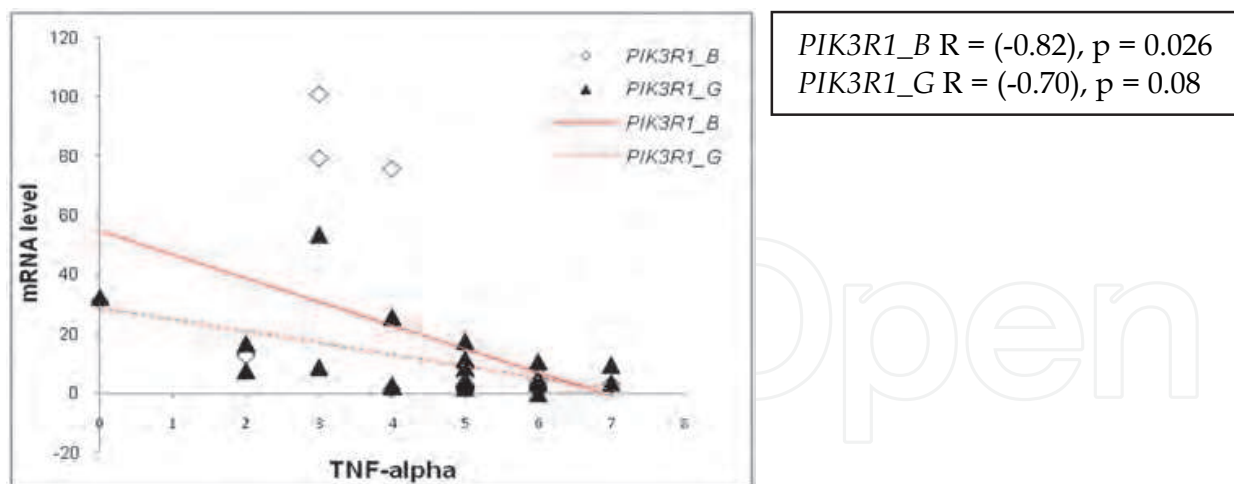 120
100
80
60
40
20
0
-20
mRNA level
0 1 2 3 4 5 6 7 8
TNF-alpha
PIK3R1_B
PIK3R1_G
PIK3R1_B
PIK3R1_G
PIK3R1_B R = (-0.82), p = 0.026
PIK3R1_G R = (-0.70), p = 0.08
Open